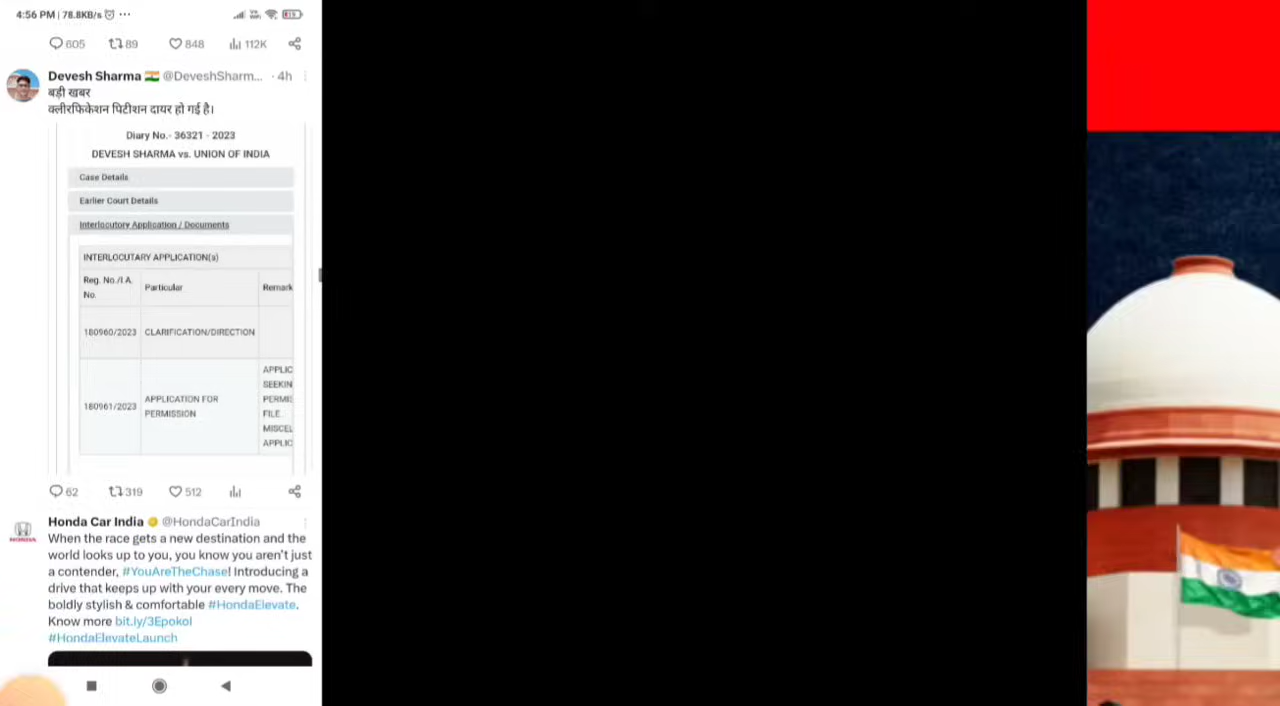 4:56 PM | 78.8KB/s
605 89 848 112K
Devesh Sharma 🇮🇳 @DeveshSharm... · 4h
बड़ी खबर
क्लीरफिकेशन पिटीशन दायर हो गई है।
Diary No.- 36321 - 2023
DEVESH SHARMA vs. UNION OF INDIA
Case Details
Earlier Court Details
Interlocutory Application / Documents
INTERLOCUTARY APPLICATION(s)
Reg. No./I.A. No.
Particular
Remark
180960/2023
CLARIFICATION/DIRECTION
180961/2023
APPLICATION FOR
PERMISSION
APPLIC
SEEKIN
PERMIS
FILE
MISCEL
APPLIC
62 319 512
Honda Car India @HondaCarIndia
When the race gets a new destination and the
world looks up to you, you know you aren't just
a contender, #YouAreTheChase! Introducing a
drive that keeps up with your every move. The
boldly stylish & comfortable #HondaElevate.
Know more bit.ly/3Epokol
#HondaElevateLaunch
HONDA